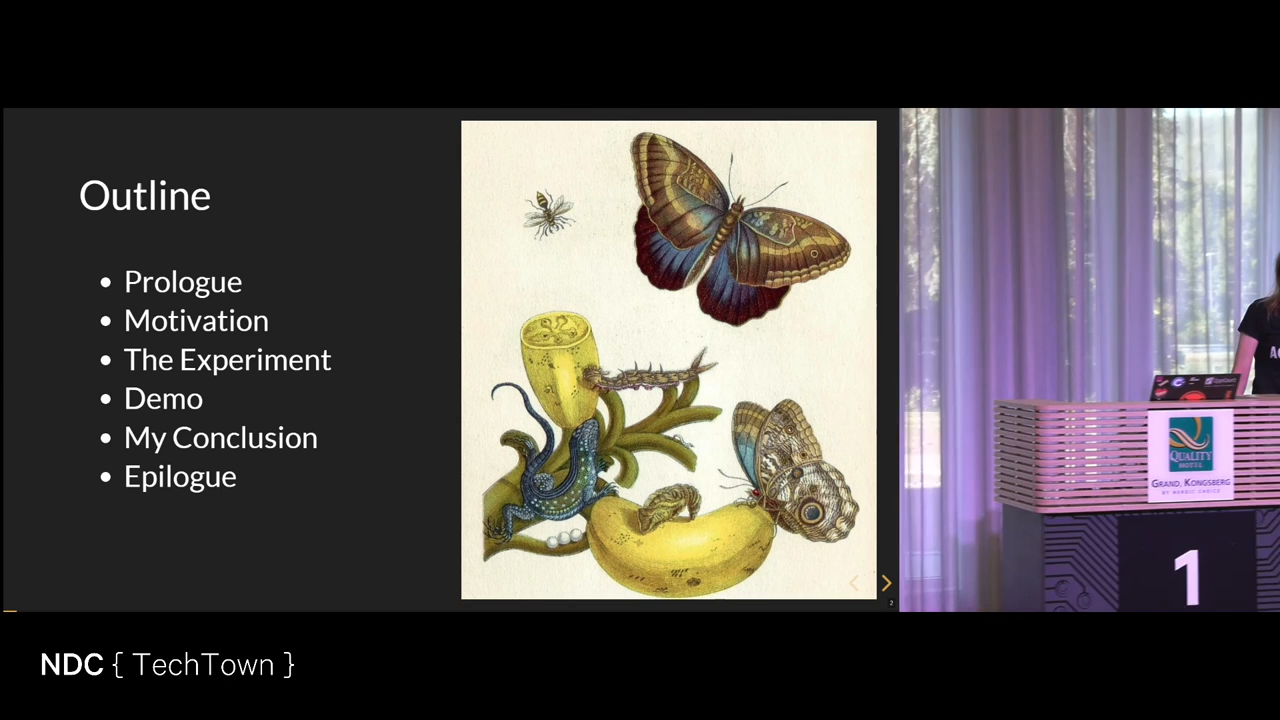 Outline
Prologue
Motivation
The Experiment
Demo
My Conclusion
Epilogue
2
QUALITY
HOTEL
GRAND, KONGSBERG
BY NORDIC CHOICE
1
NDC { TechTown }